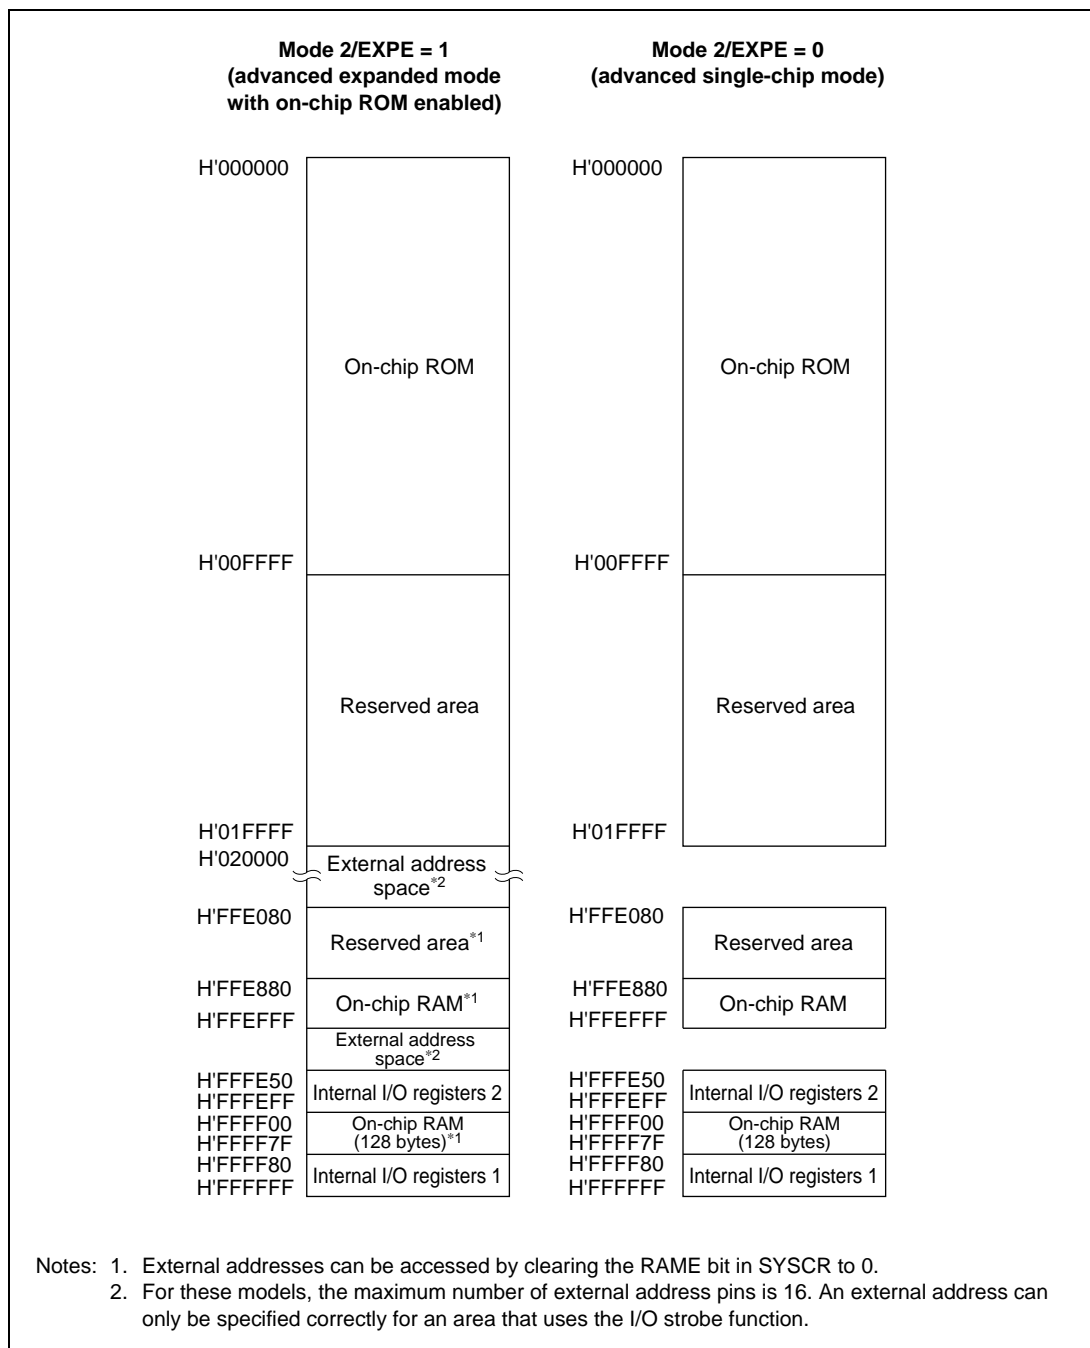 Mode 2/EXPE = 1
(advanced expanded mode
with on-chip ROM enabled)
Mode 2/EXPE = 0
(advanced single-chip mode)
H'000000
On-chip ROM
H'00FFFF
Reserved area
H'01FFFF
H'020000
External address
space*2
H'FFE080
Reserved area*1
H'FFE880
On-chip RAM*1
H'FFEFFF
External address
space*2
H'FFFE50
Internal I/O registers 2
H'FFFEFF
H'FFFF00
On-chip RAM
(128 bytes)*1
H'FFFF7F
H'FFFF80
Internal I/O registers 1
H'FFFFFF
H'000000
On-chip ROM
H'00FFFF
Reserved area
H'01FFFF
H'FFE080
Reserved area
H'FFE880
On-chip RAM
H'FFEFFF
H'FFFE50
Internal I/O registers 2
H'FFFEFF
H'FFFF00
On-chip RAM
(128 bytes)
H'FFFF7F
H'FFFF80
Internal I/O registers 1
H'FFFFFF
Notes: 1. External addresses can be accessed by clearing the RAME bit in SYSCR to 0.
2. For these models, the maximum number of external address pins is 16. An external address can
only be specified correctly for an area that uses the I/O strobe function.